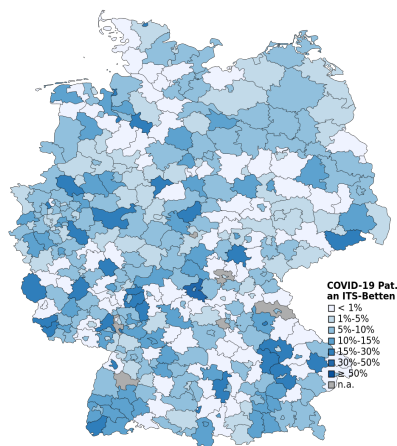 COVID-19 Pat.
an ITS-Betten
< 1%
1%-5%
5%-10%
10%-15%
15%-30%
30%-50%
≥ 50%
n.a.